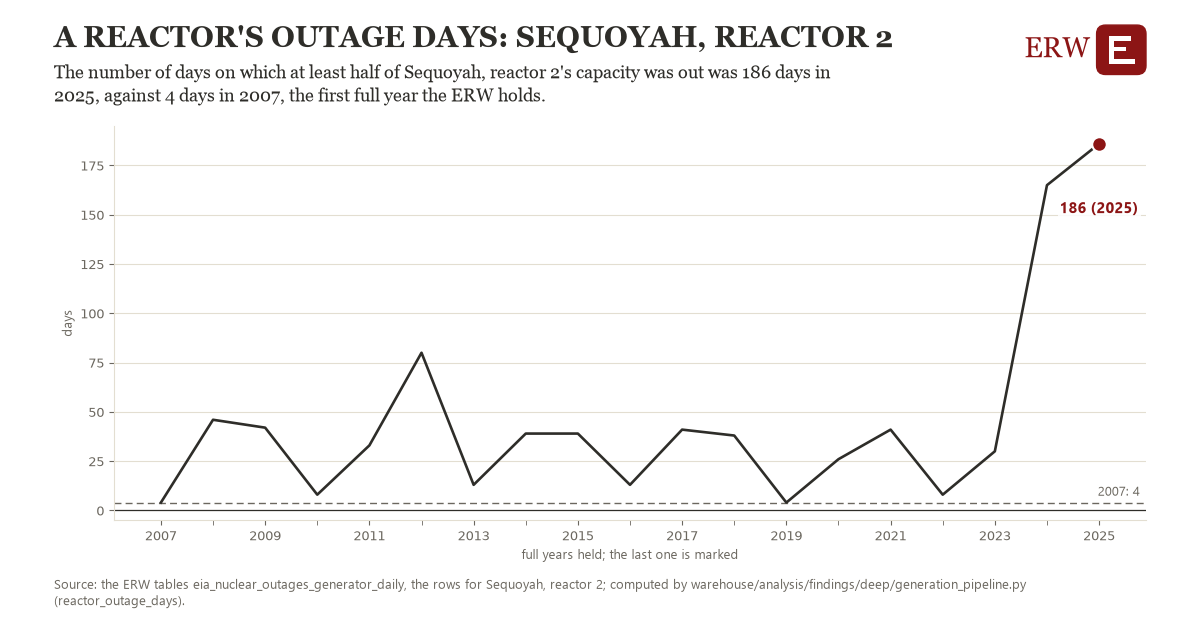 A REACTOR'S OUTAGE DAYS: SEQUOYAH, REACTOR 2
The number of days on which at least half of Sequoyah, reactor 2's capacity was out was 186 days in
2025, against 4 days in 2007, the first full year the ERW holds.
ERW E
175
150
125
100
75
50
25
0
days
186 (2025)
2007: 4
2007 2009 2011 2013 2015 2017 2019 2021 2023 2025
full years held; the last one is marked
Source: the ERW tables eia_nuclear_outages_generator_daily, the rows for Sequoyah, reactor 2; computed by warehouse/analysis/findings/deep/generation_pipeline.py
(reactor_outage_days).